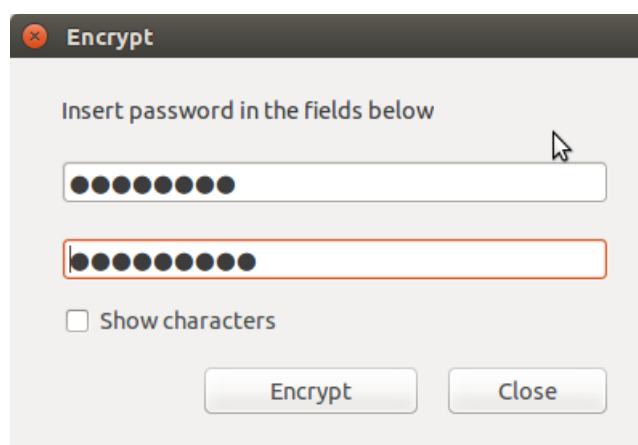 Encrypt
Insert password in the fields below
●●●●●●●●
●●●●●●●●●
Show characters
Encrypt Close